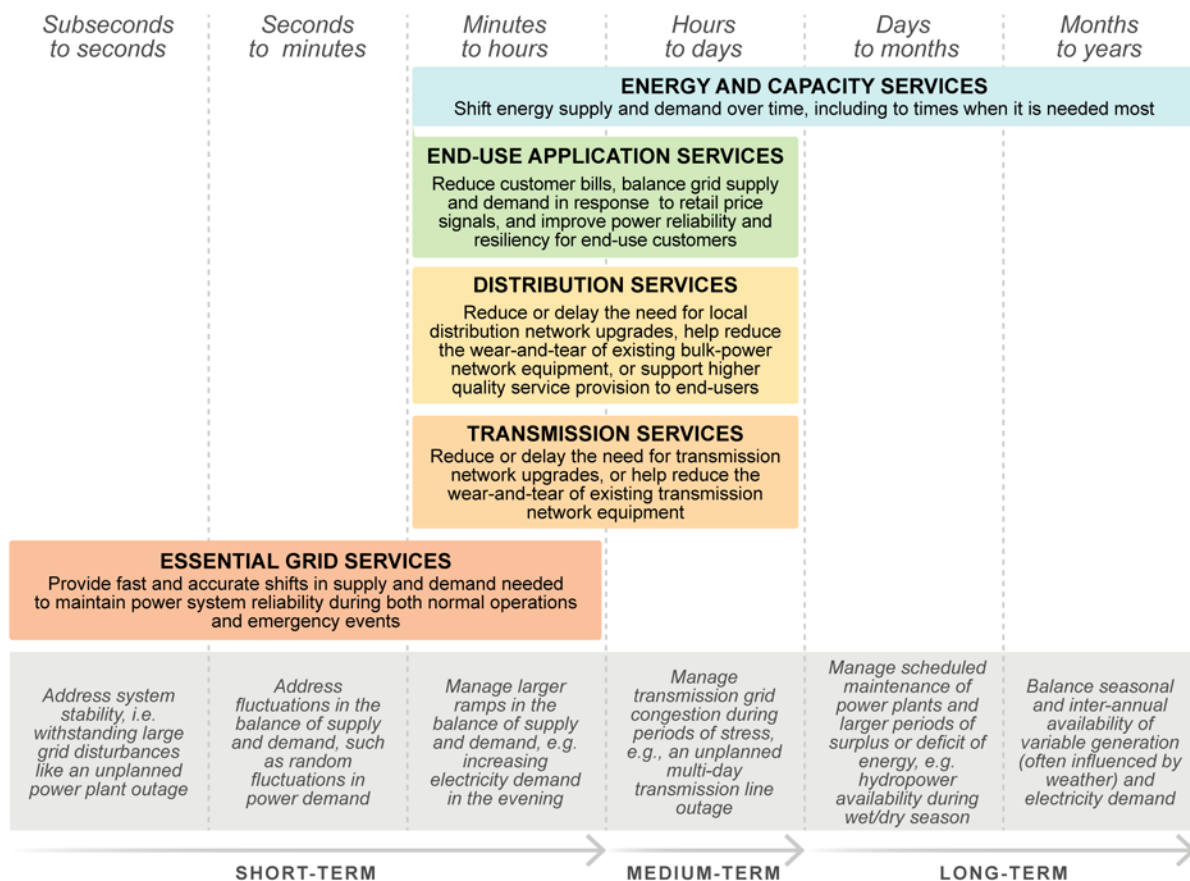 Subseconds
to seconds
Seconds
to minutes
Minutes
to hours
Hours
to days
Days
to months
Months
to years
ENERGY AND CAPACITY SERVICES
Shift energy supply and demand over time, including to times when it is needed most
END-USE APPLICATION SERVICES
Reduce customer bills, balance grid supply
and demand in response to retail price
signals, and improve power reliability and
resiliency for end-use customers
DISTRIBUTION SERVICES
Reduce or delay the need for local
distribution network upgrades, help reduce
the wear-and-tear of existing bulk-power
network equipment, or support higher
quality service provision to end-users
TRANSMISSION SERVICES
Reduce or delay the need for transmission
network upgrades, or help reduce the
wear-and-tear of existing transmission
network equipment
ESSENTIAL GRID SERVICES
Provide fast and accurate shifts in supply and demand needed
to maintain power system reliability during both normal operations
and emergency events
Address system
stability, i.e.
withstanding large
grid disturbances
like an unplanned
power plant outage
Address
fluctuations in the
balance of supply
and demand, such
as random
fluctuations in
power demand
Manage larger
ramps in the
balance of supply
and demand, e.g.
increasing
electricity demand
in the evening
Manage
transmission grid
congestion during
periods of stress,
e.g., an unplanned
multi-day
transmission line
outage
Manage scheduled
maintenance of
power plants and
larger periods of
surplus or deficit of
energy, e.g.
hydropower
availability during
wet/dry season
Balance seasonal
and inter-annual
availability of
variable generation
(often influenced by
weather) and
electricity demand
SHORT-TERM
MEDIUM-TERM
LONG-TERM